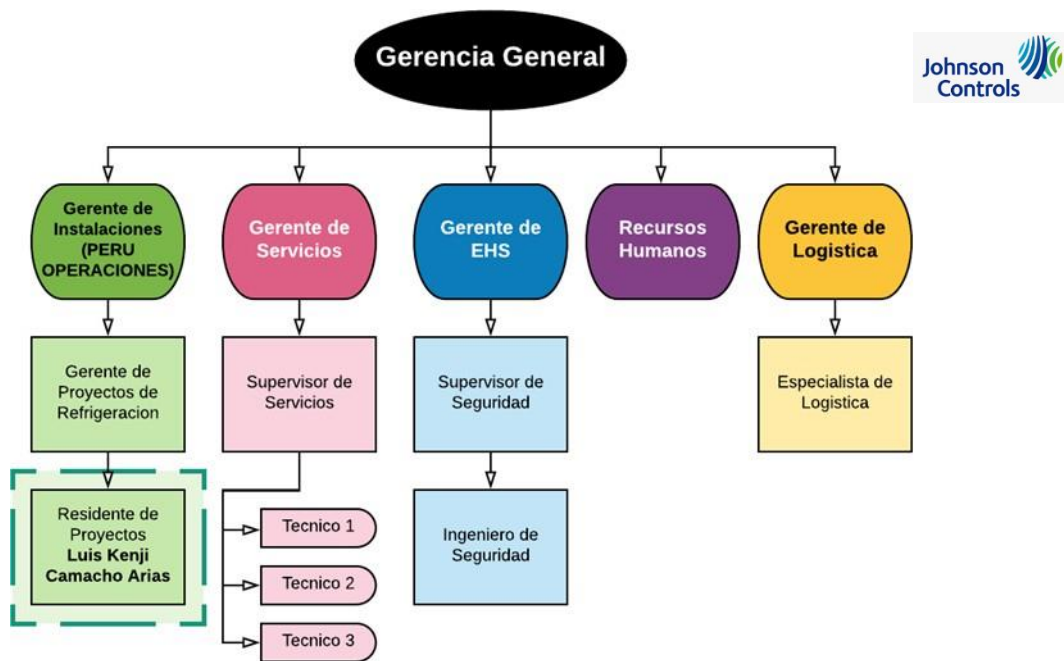 Gerencia General
Johnson
Controls
Gerente de
Instalaciones
(PERU
OPERACIONES)
Gerente de
Servicios
Gerente de
EHS
Recursos
Humanos
Gerente de
Logistica
Gerente de
Proyectos de
Refrigeracion
Supervisor de
Servicios
Supervisor de
Seguridad
Especialista de
Logistica
Residente de
Proyectos
Luis Kenji
Camacho Arias
Tecnico 1
Tecnico 2
Tecnico 3
Ingeniero de
Seguridad